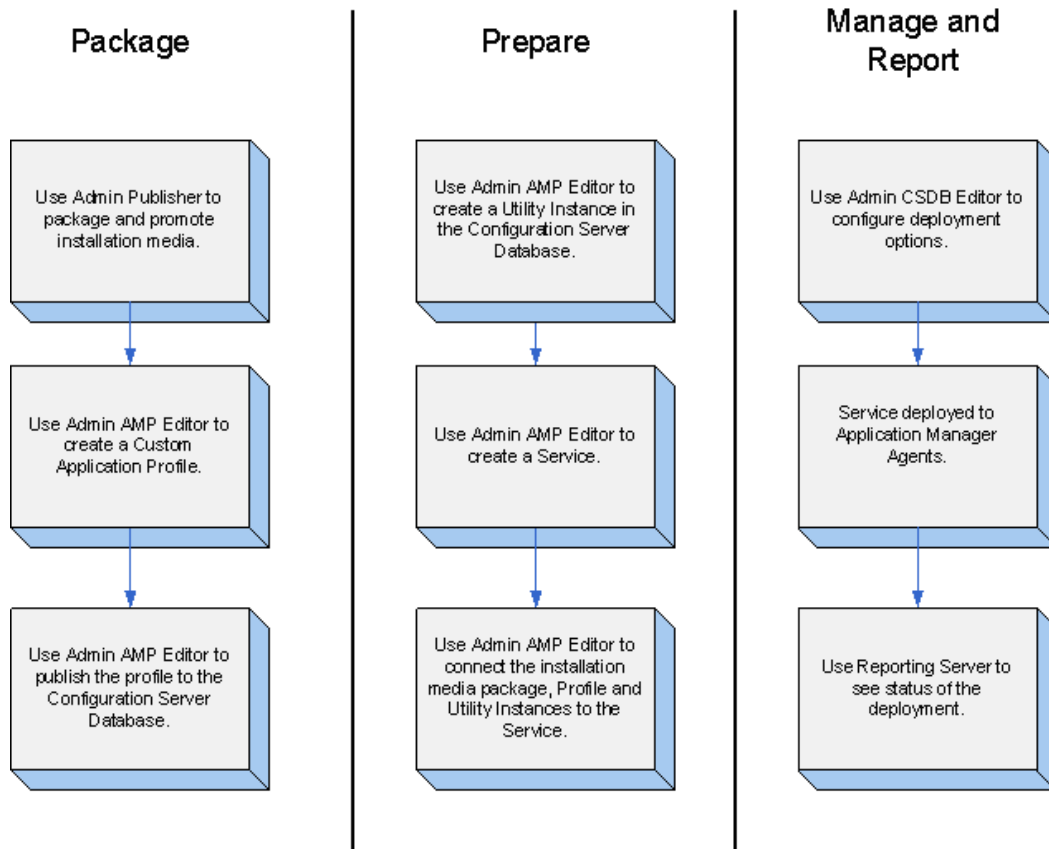 Package
Use Admin Publisher to
package and promote
installation media.
Use Admin AMP Editor to
create a Custom
Application Profile.
Use Admin AMP Editor to
publish the profile to the
Configuration Server
Database.
Prepare
Use Admin AMP Editor to
create a Utility Instance in
the Configuration Server
Database.
Use Admin AMP Editor to
create a Service.
Use Admin AMP Editor to
connect the installation
media package, Profile and
Utility Instances to the
Service.
Manage and
Report
Use Admin CSDB Editor to
configure deployment
options.
Service deployed to
Application Manager
Agents.
Use Reporting Server to
see status of the
deployment.